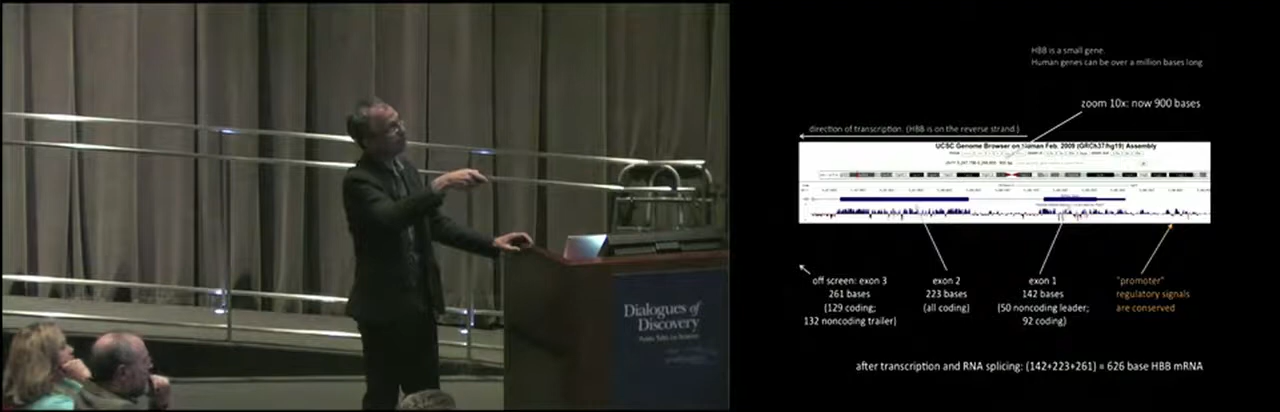 Dialogues of
Discovery
HBB is a small gene.
Human genes can be over a million bases long
zoom 10x: now 900 bases
direction of transcription. (HBB is on the reverse strand.)
UCSC Genome Browser on Human Feb. 2009 (GRCh37/hg19) Assembly
off screen: exon 3
261 bases
(129 coding;
132 noncoding trailer)
exon 2
223 bases
(all coding)
exon 1
142 bases
(50 noncoding leader;
92 coding)
"promoter"
regulatory signals
are conserved
after transcription and RNA splicing: (142+223+261) = 626 base HBB mRNA